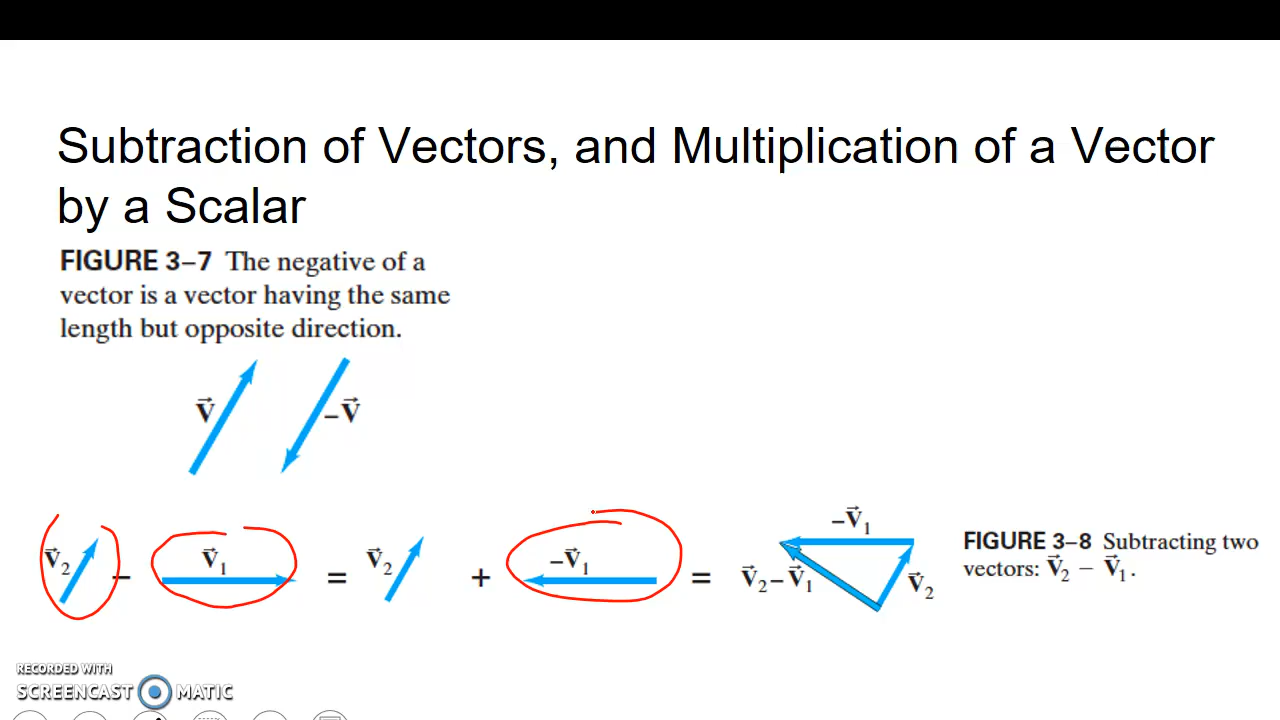 Subtraction of Vectors, and Multiplication of a Vector
by a Scalar
FIGURE 3–7 The negative of a
vector is a vector having the same
length but opposite direction.
V⃗ –V⃗
V⃗₂ – V⃗₁ = V⃗₂ + –V⃗₁ = V⃗₂ – V⃗₁ –V⃗₁ V⃗₂
FIGURE 3–8 Subtracting two
vectors: V⃗₂ – V⃗₁.
RECORDED WITH
SCREENCAST MATIC